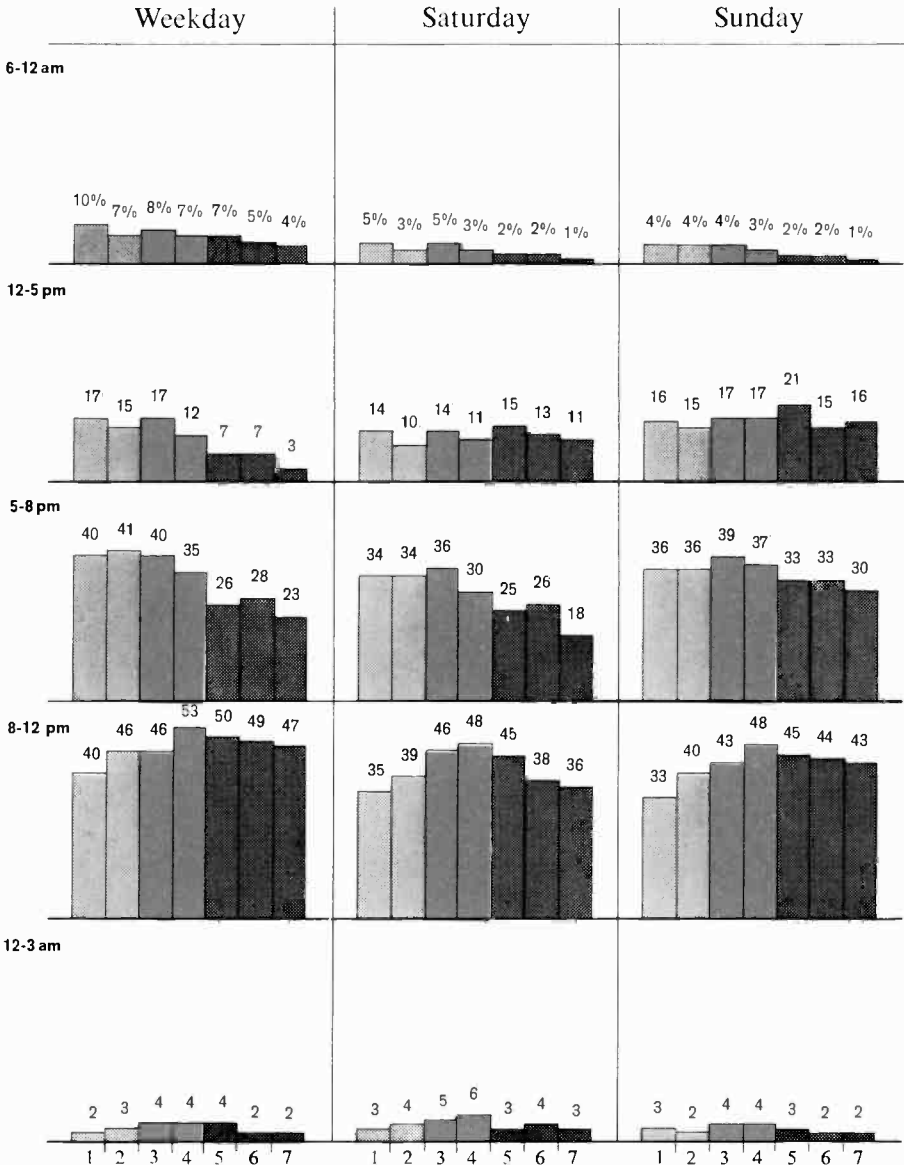 Weekday Saturday Sunday
6-12 am
10% 7% 8% 7% 7% 5% 4% 5% 3% 5% 3% 2% 2% 1% 4% 4% 4% 3% 2% 2% 1%
12-5 pm
17 15 17 12 7 7 3 14 10 14 11 15 13 11 16 15 17 17 21 15 16
5-8 pm
40 41 40 35 26 28 23 34 34 36 30 25 26 18 36 36 39 37 33 33 30
8-12 pm
40 46 46 53 50 49 47 35 39 46 48 45 38 36 33 40 43 48 45 44 43
12-3 am
2 3 4 4 4 2 2 3 4 5 6 3 4 3 3 2 4 4 3 2 2
1 2 3 4 5 6 7 1 2 3 4 5 6 7 1 2 3 4 5 6 7